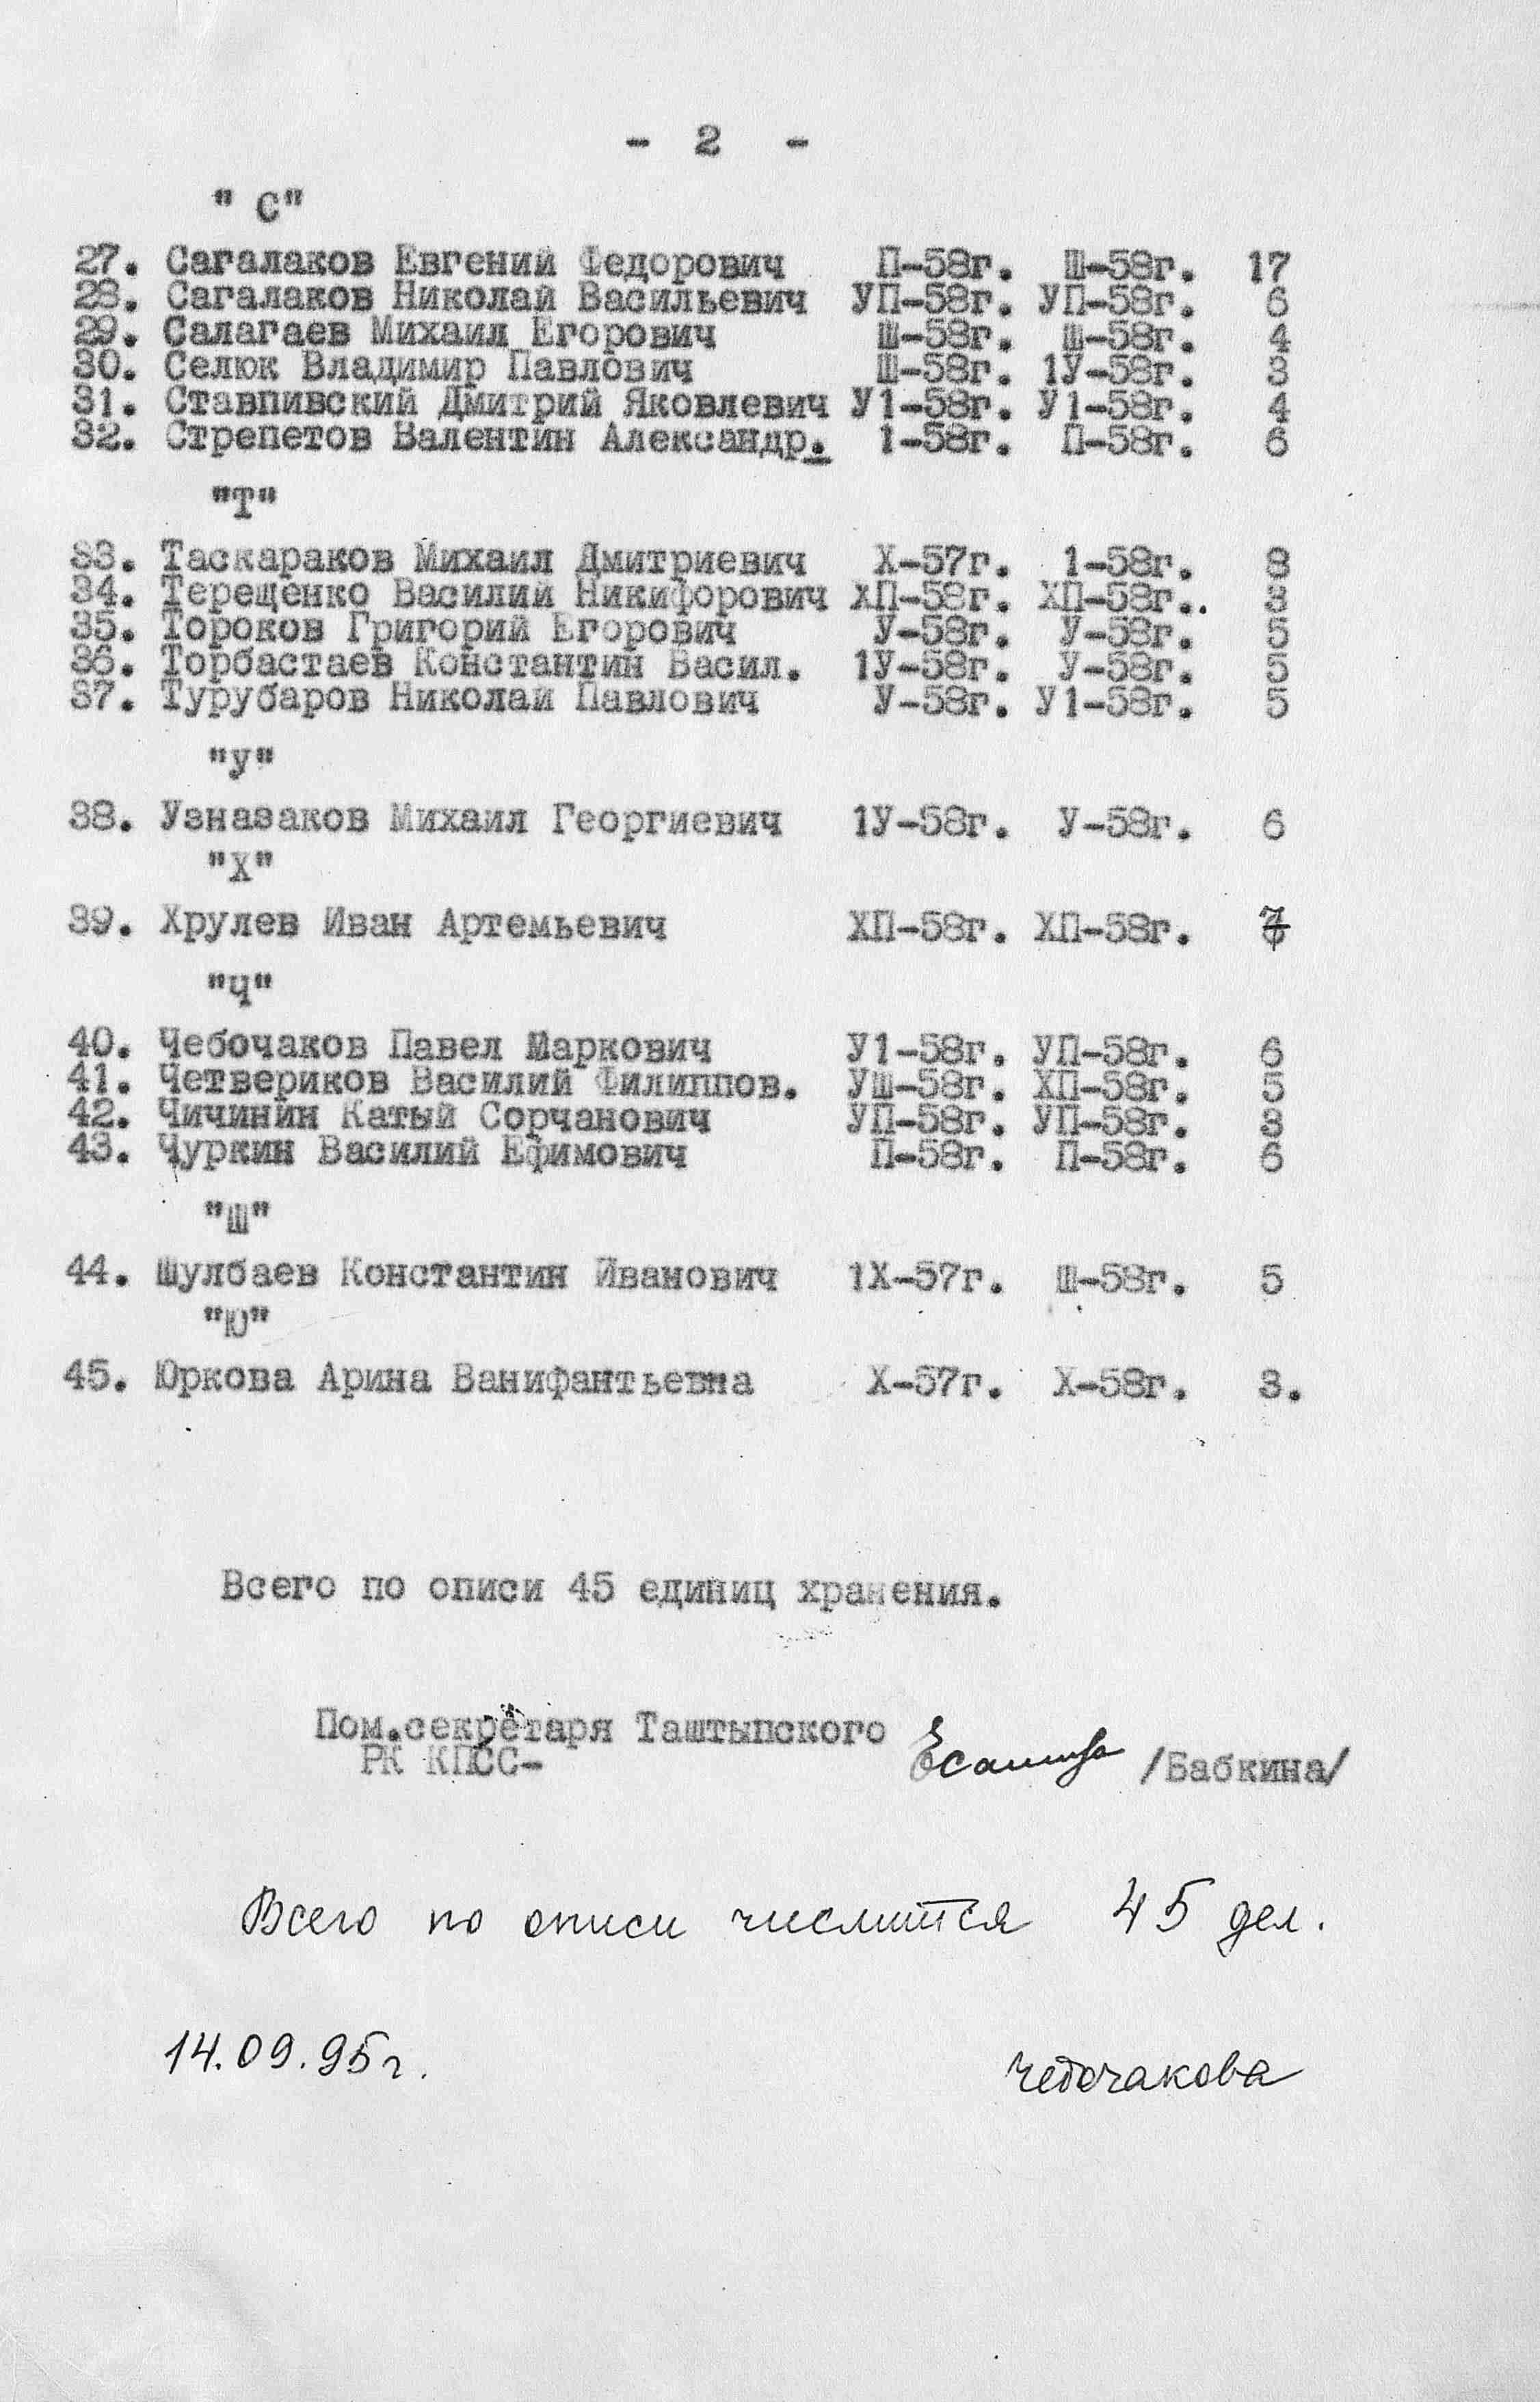 - 2 -
" С"
27. Сагалаков Евгений Федорович П-58г. Ш-58г. 17
28. Сагалаков Николай Васильевич УП-58г. УП-58г. 6
29. Салагаев Михаил Егорович Ш-58г. Ш-58г. 4
30. Селюк Владимир Павлович Ш-58г. 1У-58г. 3
31. Ставпивский Дмитрий Яковлевич У1-58г. У1-58г. 4
32. Стрепетов Валентин Александр. 1-58г. П-58г. 6
"Т"
33. Таскараков Михаил Дмитриевич Х-57г. 1-58г. 3
34. Терещенко Василий Никифорович ХП-58г. ХП-58г.. 3
35. Тороков Григорий Егорович У-58г. У-58г. 5
36. Торбастаев Константин Васил. 1У-58г. У-58г. 5
37. Турубаров Николай Павлович У-58г. У1-58г. 5
"У"
38. Узназаков Михаил Георгиевич 1У-58г. У-58г. 6
"Х"
39. Хрулев Иван Артемьевич ХП-58г. ХП-58г. 7
"Ч"
40. Чебочаков Павел Маркович У1-58г. УП-58г. 6
41. Четвериков Василий Филиппов. УШ-58г. ХП-58г. 5
42. Чичинин Катый Сорчанович УП-58г. УП-58г. 3
43. Чуркин Василий Ефимович П-58г. П-58г. 6
"Ш"
44. Шулбаев Константин Иванович 1Х-57г. Ш-58г. 5
"Ю"
45. Юркова Арина Ванифантьевна Х-57г. Х-58г. 3.
Всего по описи 45 единиц хранения.
Пом.секретаря Таштыпского
РК КПСС- /Бабкина/
Всего по описи числится 45 дел.
14.09.95г. Чебочакова